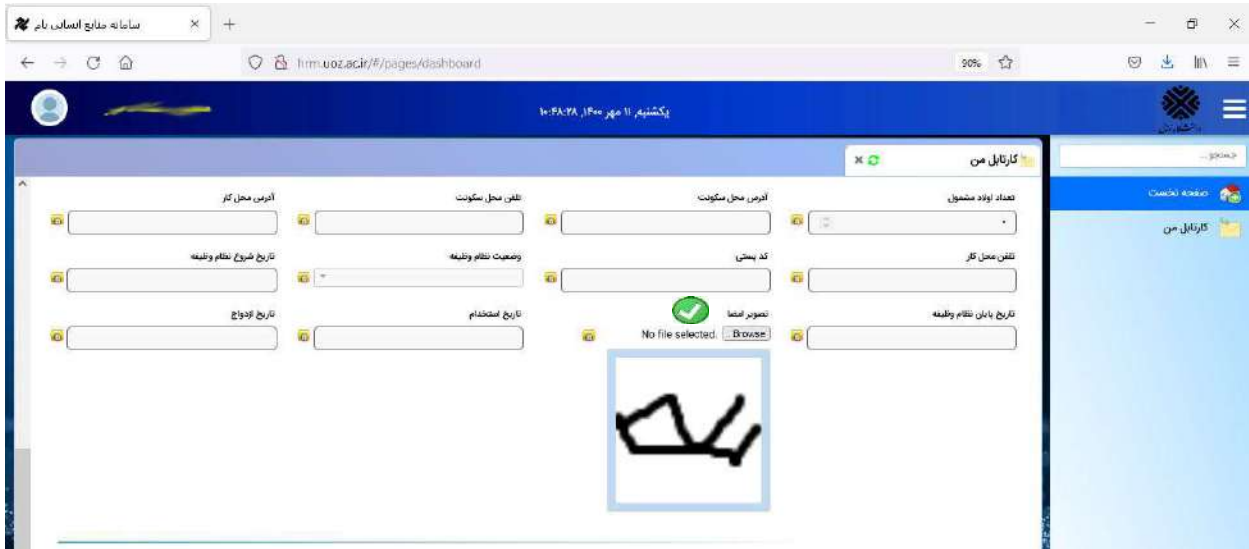 سامانه منابع انسانی بام
hrm.uoz.ac.ir/#/pages/dashboard
90%
یکشنبه, ۱۱ مهر ۱۴۰۰, ۱۰:۴۸:۲۸
جستجو ...
کارتابل من
صفحه نخست
کارتابل من
تعداد اولاد مشمول
آدرس محل سکونت
تلفن محل سکونت
آدرس محل کار
۰
تلفن محل کار
کد پستی
وضعیت نظام وظیفه
تاریخ شروع نظام وظیفه
تاریخ پایان نظام وظیفه
تصویر امضا
تاریخ استخدام
تاریخ ازدواج
Browse...
No file selected.